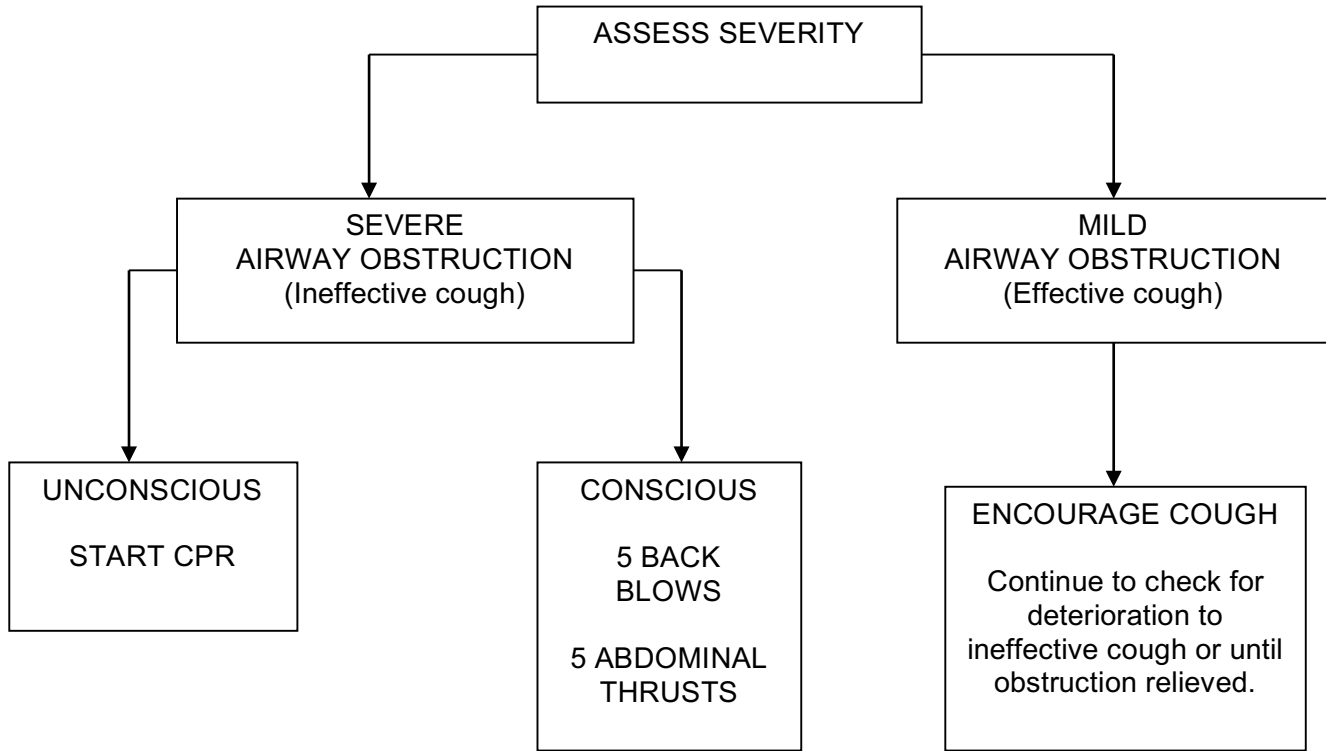 ASSESS SEVERITY
SEVERE
AIRWAY OBSTRUCTION
(Ineffective cough)
MILD
AIRWAY OBSTRUCTION
(Effective cough)
UNCONSCIOUS
START CPR
CONSCIOUS
5 BACK
BLOWS
5 ABDOMINAL
THRUSTS
ENCOURAGE COUGH
Continue to check for
deterioration to
ineffective cough or until
obstruction relieved.